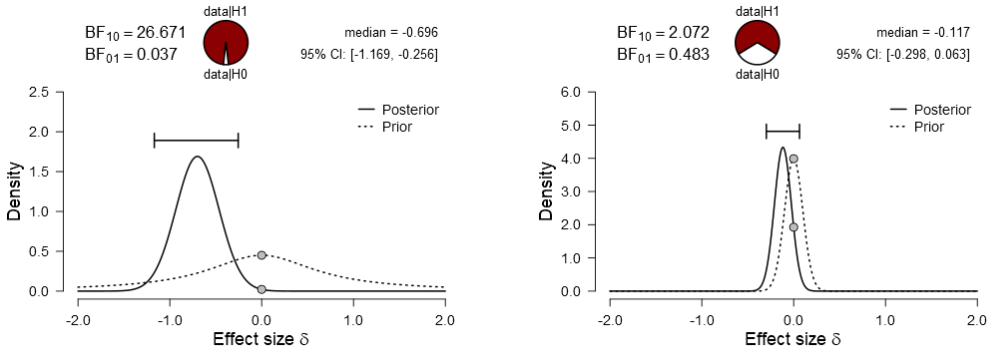 data|H1
BF10 = 26.671
BF01 = 0.037
median = -0.696
95% CI: [-1.169, -0.256]
data|H0
2.5
2.0
1.5
1.0
0.5
0.0
Density
Posterior
Prior
-2.0 -1.0 0.0 1.0 2.0
Effect size δ
data|H1
BF10 = 2.072
BF01 = 0.483
median = -0.117
95% CI: [-0.298, 0.063]
data|H0
6.0
5.0
4.0
3.0
2.0
1.0
0.0
Density
Posterior
Prior
-2.0 -1.0 0.0 1.0 2.0
Effect size δ